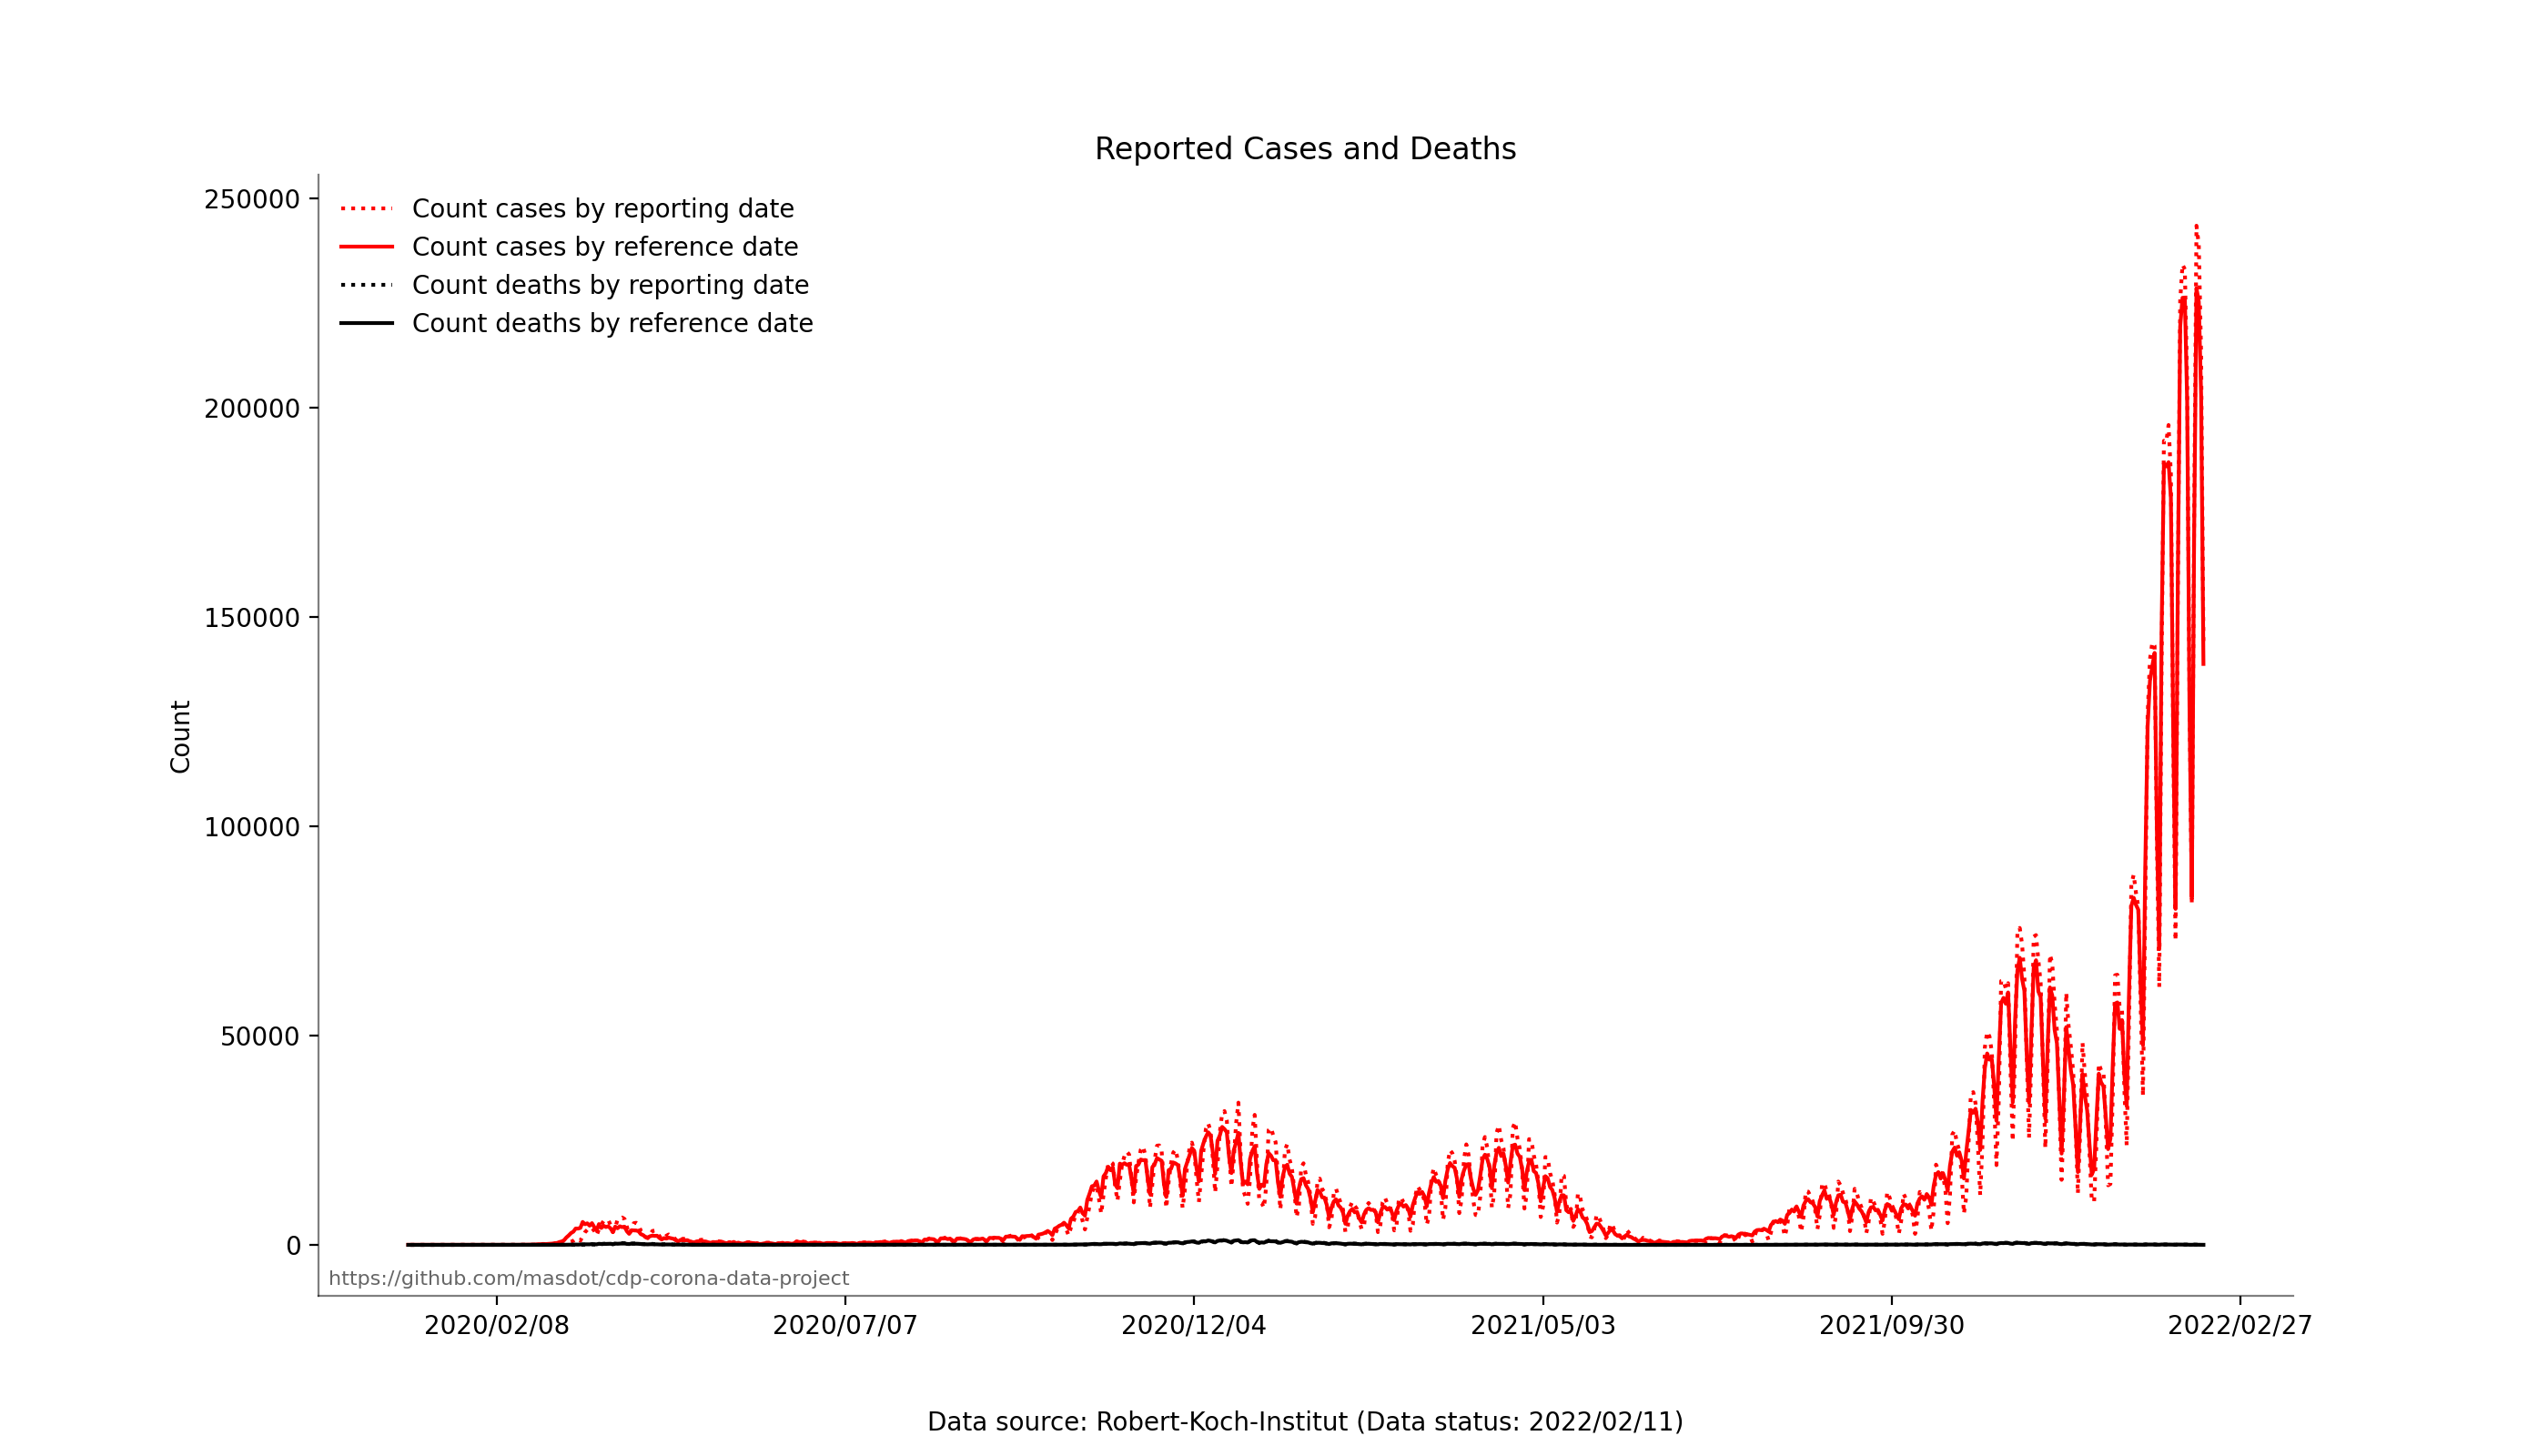 Reported Cases and Deaths
250000
200000
150000
100000
50000
0
Count
Count cases by reporting date
Count cases by reference date
Count deaths by reporting date
Count deaths by reference date
https://github.com/masdot/cdp-corona-data-project
2020/02/08
2020/07/07
2020/12/04
2021/05/03
2021/09/30
2022/02/27
Data source: Robert-Koch-Institut (Data status: 2022/02/11)